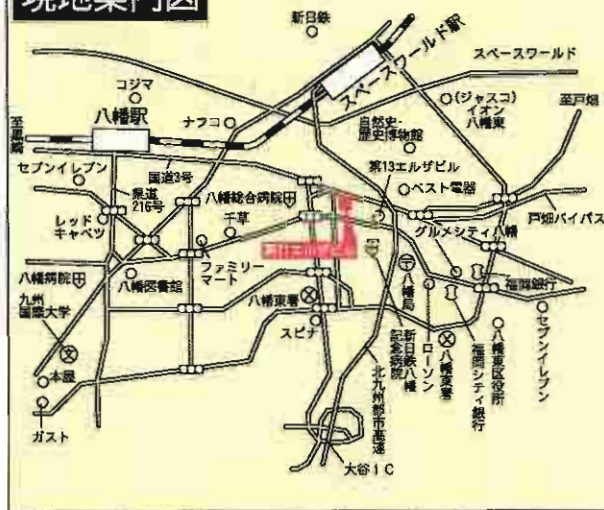 現地案内図
新日鉄
スペースワールド駅
スペースワールド
コジマ
八幡駅
ナフコ
(ジャスコ)
イオン
八幡東
至戸畑
至黒崎
自然史・
歴史博物館
セブンイレブン
国道3号
県道
216号
八幡総合病院
第13エルザビル
ベスト電器
レッド
キャベツ
千草
戸畑バイパス
グルメシティ八幡
八幡病院
八幡図書館
ファミリー
マート
九州
国際大学
八幡東署
スピナ
新日鉄八幡
記念病院
八幡局
ローソン
八幡東署
福岡シティ銀行
福岡銀行
八幡東区役所
セブンイレブン
本屋
ガスト
北九州都市高速
大谷IC